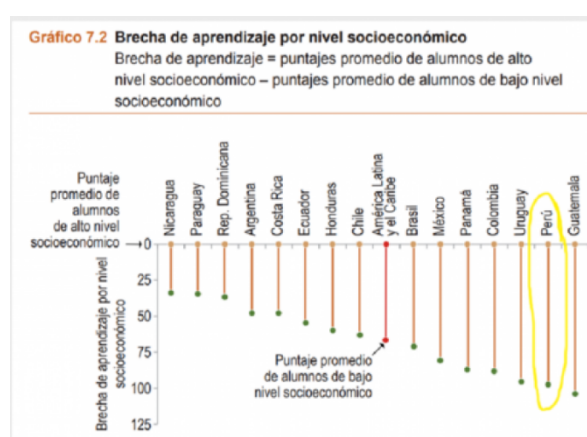 Gráfico 7.2 Brecha de aprendizaje por nivel socioeconómico
Brecha de aprendizaje = puntajes promedio de alumnos de alto
nivel socioeconómico – puntajes promedio de alumnos de bajo nivel
socioeconómico
Puntaje
promedio de
alumnos
de alto nivel
socioeconómico
Nicaragua
Paraguay
Rep. Dominicana
Argentina
Costa Rica
Ecuador
Honduras
Chile
América Latina
y el Caribe
Brasil
México
Panamá
Colombia
Uruguay
Perú
Guatemala
Brecha de aprendizaje por nivel
socioeconómico
0
25
50
75
100
125
Puntaje promedio
de alumnos de bajo
nivel socioeconómico